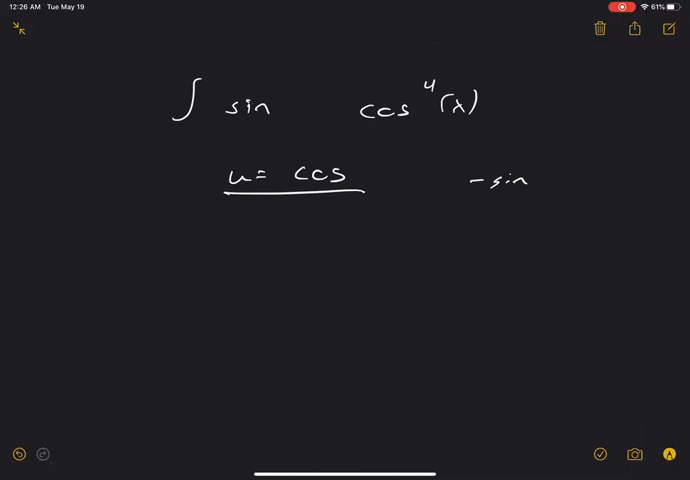 12:26 AM Tue May 19 61%
∫ sin cos⁴(x)
u = cos - sin